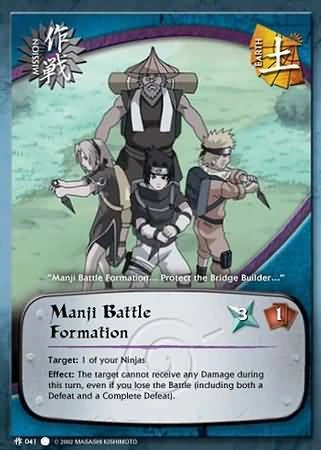 MISSION 作戦
EARTH 土
"Manji Battle Formation... Protect the Bridge Builder..."
Manji Battle
Formation
3
1
Target: 1 of your Ninjas
Effect: The target cannot receive any Damage during
this turn, even if you lose the Battle (including both a
Defeat and a Complete Defeat).
作 041 © 2002 MASASHI KISHIMOTO